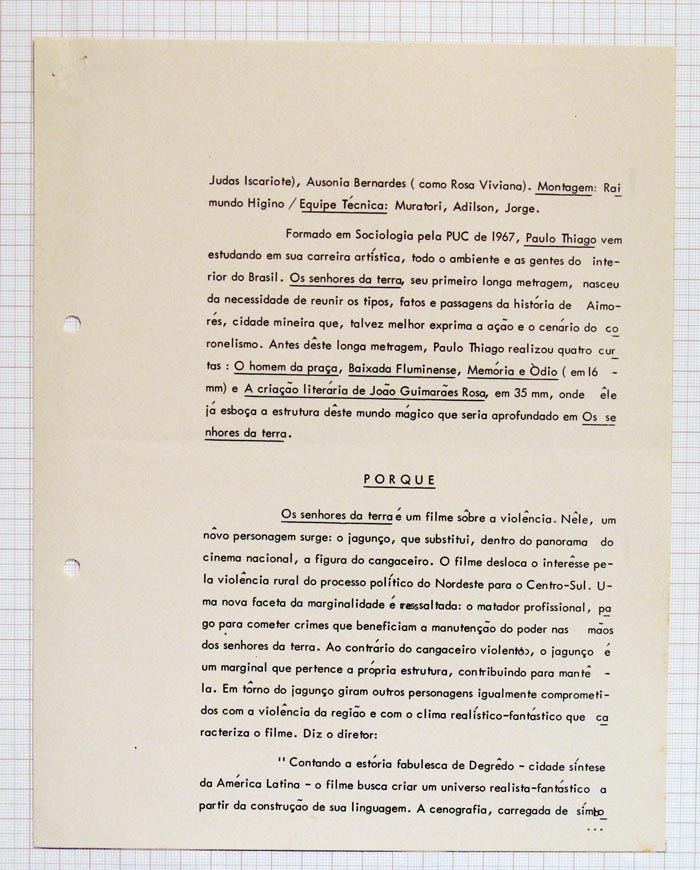 Judas Iscariote), Ausonia Bernardes ( como Rosa Viviana). Montagem: Rai
mundo Higino / Equipe Técnica: Muratori, Adilson, Jorge.
Formado em Sociologia pela PUC de 1967, Paulo Thiago vem
estudando em sua carreira artística, todo o ambiente e as gentes do inte-
rior do Brasil. Os senhores da terra, seu primeiro longa metragem, nasceu
da necessidade de reunir os tipos, fatos e passagens da história de Aimo-
rés, cidade mineira que, talvez melhor exprima a ação e o cenário do co
ronelismo. Antes dêste longa metragem, Paulo Thiago realizou quatro cur
tas : O homem da praça, Baixada Fluminense, Memória e Òdio ( em 16 -
mm) e A criação literária de João Guimarães Rosa, em 35 mm, onde êle
já esboça a estrutura dêste mundo mágico que seria aprofundado em Os se
nhores da terra.
PORQUE
Os senhores da terra é um filme sôbre a violência. Nêle, um
nôvo personagem surge: o jagunço, que substitui, dentro do panorama do
cinema nacional, a figura do cangaceiro. O filme desloca o interêsse pe-
la violência rural do processo político do Nordeste para o Centro-Sul. U-
ma nova faceta da marginalidade é ressaltada: o matador profissional, pa
go para cometer crimes que beneficiam a manutenção do poder nas mãos
dos senhores da terra. Ao contrário do cangaceiro violento, o jagunço é
um marginal que pertence a própria estrutura, contribuindo para mantê -
la. Em tôrno do jagunço giram outros personagens igualmente comprometi-
dos com a violência da região e com o clima realístico-fantástico que ca
racteriza o filme. Diz o diretor:
" Contando a estória fabulesca de Degrêdo - cidade síntese
da América Latina - o filme busca criar um universo realista-fantástico a
partir da construção de sua linguagem. A cenografia, carregada de símbo
...